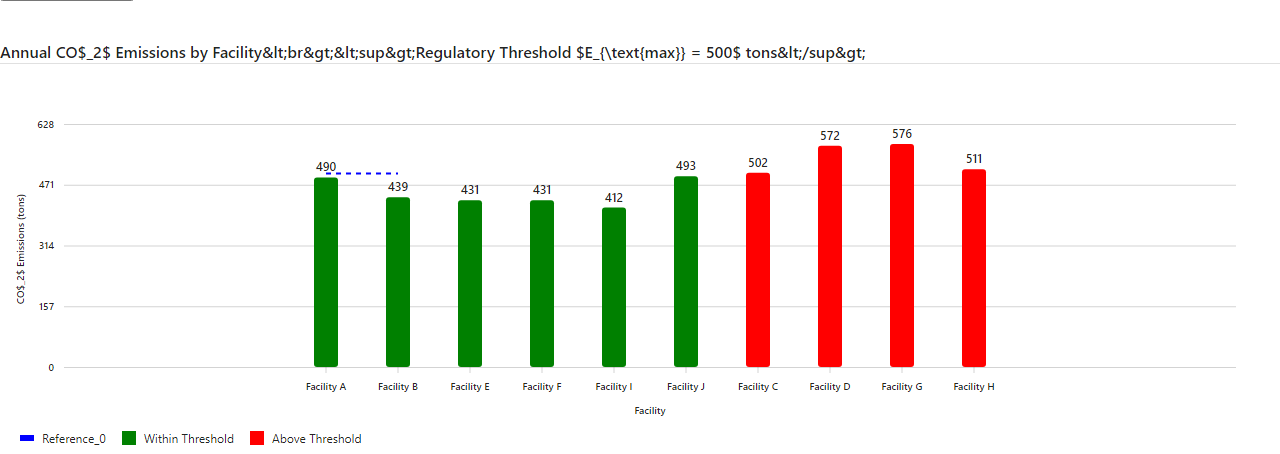 Annual CO$_2$ Emissions by Facility&lt;br&gt;&lt;sup&gt;Regulatory Threshold $E_{\text{max}} = 500$ tons&lt;/sup&gt;
628
471
314
157
0
CO$_2$ Emissions (tons)
490
439
431
431
412
493
502
572
576
511
Facility A
Facility B
Facility E
Facility F
Facility I
Facility J
Facility C
Facility D
Facility G
Facility H
Facility
Reference_0
Within Threshold
Above Threshold